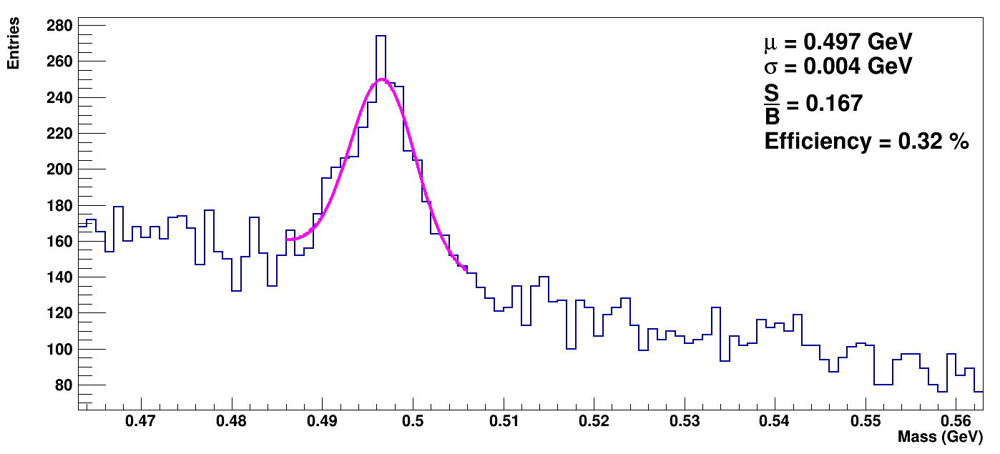 Entries
280
260
240
220
200
180
160
140
120
100
80
μ = 0.497 GeV
σ = 0.004 GeV
S
B = 0.167
Efficiency = 0.32 %
0.47 0.48 0.49 0.5 0.51 0.52 0.53 0.54 0.55 0.56
Mass (GeV)